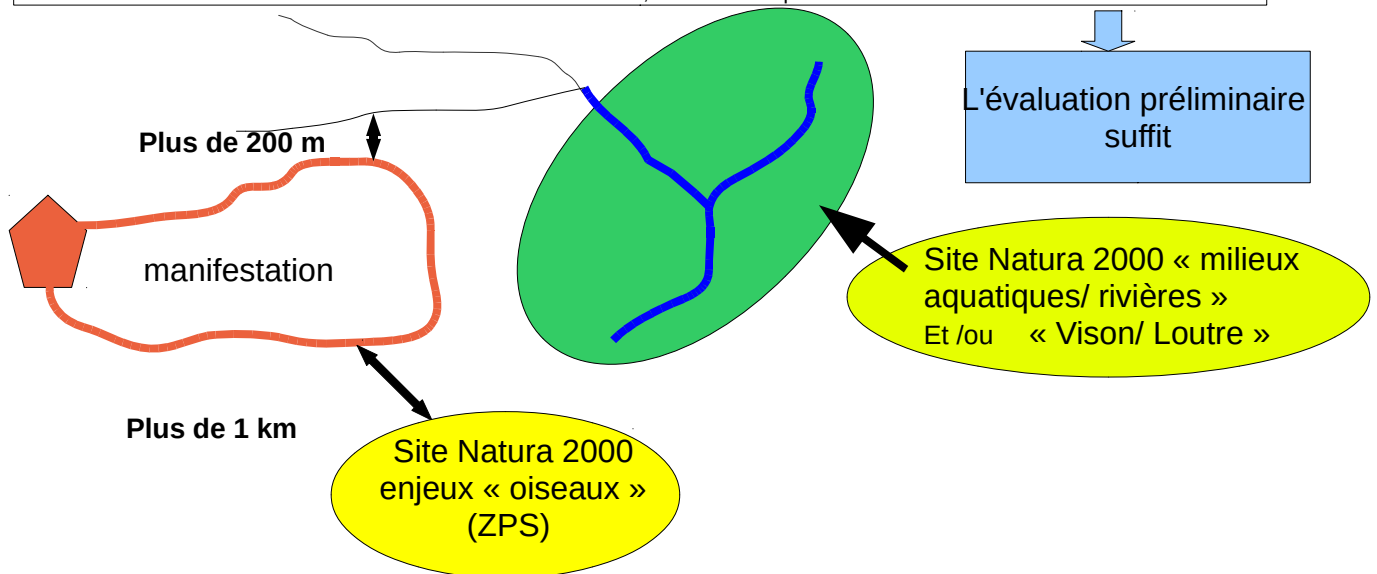 L'évaluation préliminaire
suffit
Plus de 200 m
manifestation
Site Natura 2000 « milieux
aquatiques/ rivières »
Et /ou « Vison/ Loutre »
Plus de 1 km
Site Natura 2000
enjeux « oiseaux »
(ZPS)